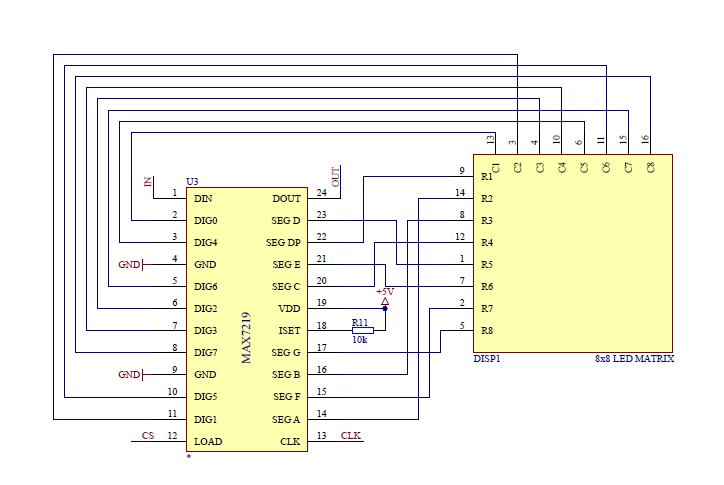 13 3 4 10 6 11 15 16
C1 C2 C3 C4 C5 C6 C7 C8
IN U3 OUT
1 DIN DOUT 24
2 DIG0 SEG D 23
3 DIG4 SEG DP 22
GND 4 GND SEG E 21
5 DIG6 SEG C 20
6 DIG2 VDD 19
7 DIG3 ISET 18
8 DIG7 SEG G 17
GND 9 GND SEG B 16
10 DIG5 SEG F 15
11 DIG1 SEG A 14
CS 12 LOAD CLK 13 CLK
MAX7219
*
+5V
R11
10k
9 R1
14 R2
8 R3
12 R4
1 R5
7 R6
2 R7
5 R8
DISP1 8x8 LED MATRIX